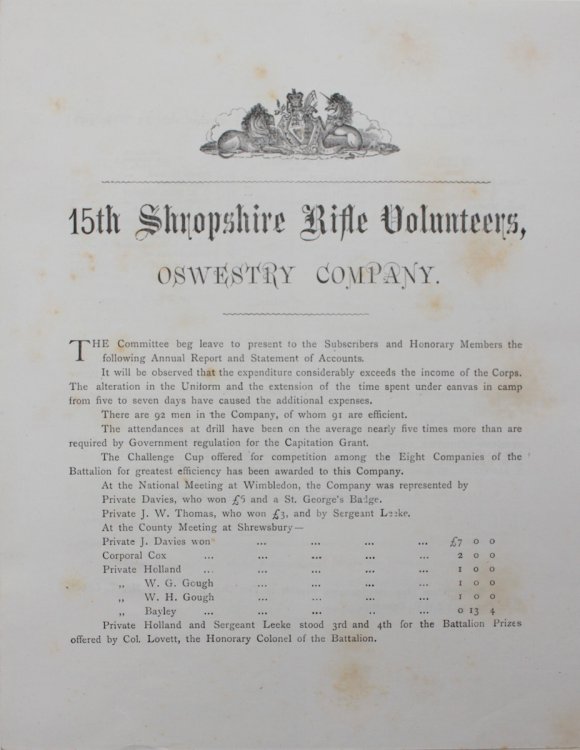 15th Shropshire Rifle Volunteers,
OSWESTRY COMPANY.
THE Committee beg leave to present to the Subscribers and Honorary Members the
following Annual Report and Statement of Accounts.
It will be observed that the expenditure considerably exceeds the income of the Corps.
The alteration in the Uniform and the extension of the time spent under canvas in camp
from five to seven days have caused the additional expenses.
There are 92 men in the Company, of whom 91 are efficient.
The attendances at drill have been on the average nearly five times more than are
required by Government regulation for the Capitation Grant.
The Challenge Cup offered for competition among the Eight Companies of the
Battalion for greatest efficiency has been awarded to this Company.
At the National Meeting at Wimbledon, the Company was represented by
Private Davies, who won £5 and a St. George's Badge.
Private J. W. Thomas, who won £3, and by Sergeant Leeke.
At the County Meeting at Shrewsbury—
Private J. Davies won ... ... ... ... £7 0 0
Corporal Cox ... ... ... ... ... 2 0 0
Private Holland ... ... ... ... ... 1 0 0
„ W. G. Gough ... ... ... ... 1 0 0
„ W. H. Gough ... ... ... ... 1 0 0
„ Bayley ... ... ... .. ... 0 13 4
Private Holland and Sergeant Leeke stood 3rd and 4th for the Battalion Prizes
offered by Col. Lovett, the Honorary Colonel of the Battalion.